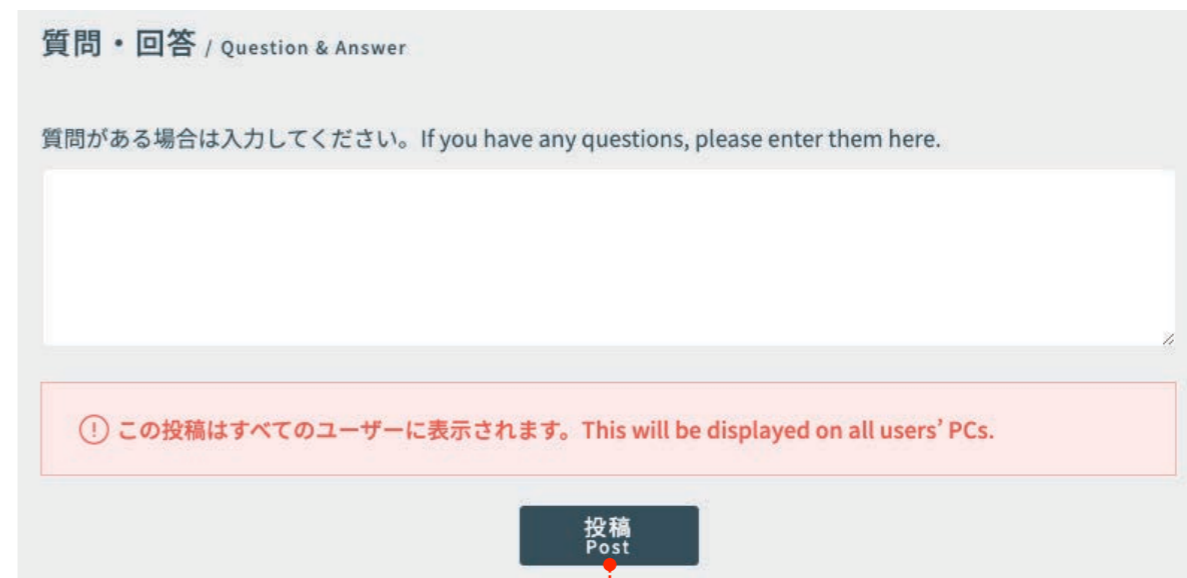 質問・回答 / Question & Answer
質問がある場合は入力してください。If you have any questions, please enter them here.
この投稿はすべてのユーザーに表示されます。This will be displayed on all users’ PCs.
投稿
Post